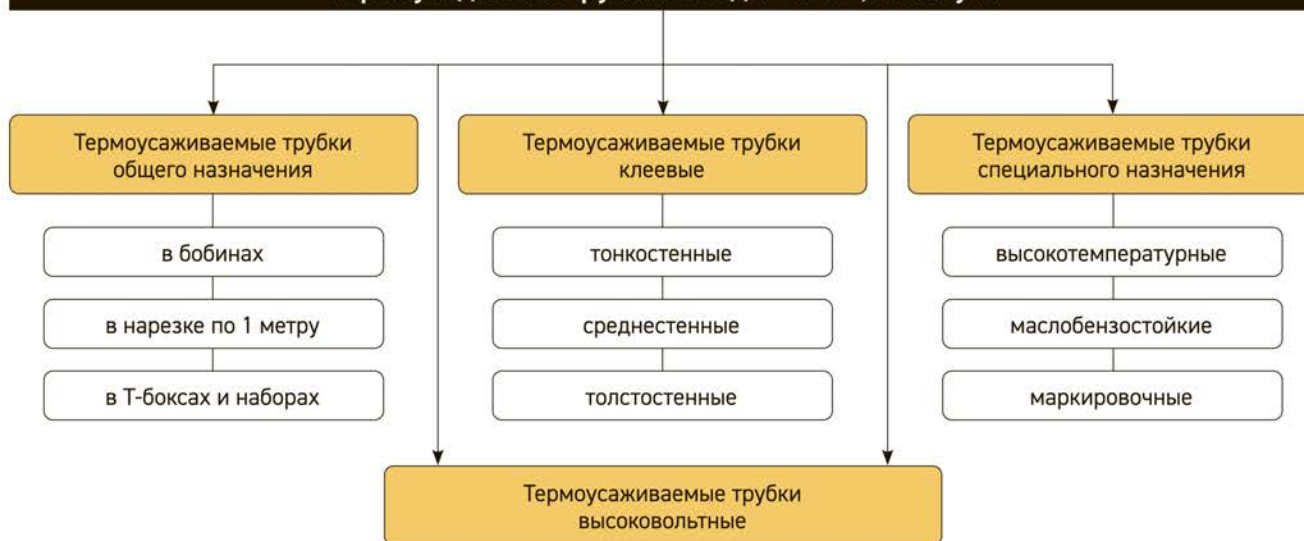 Термоусаживаемые трубки
общего назначения
в бобинах
в нарезке по 1 метру
в Т-боксах и наборах
Термоусаживаемые трубки
клеевые
тонкостенные
среднестенные
толстостенные
Термоусаживаемые трубки
специального назначения
высокотемпературные
маслобензостойкие
маркировочные
Термоусаживаемые трубки
высоковольтные